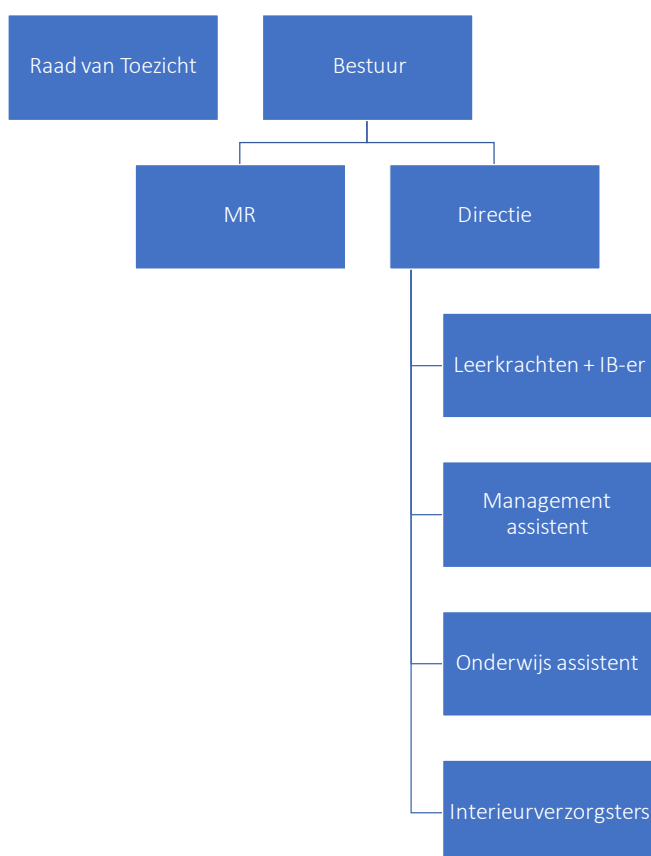 Raad van Toezicht
Bestuur
MR
Directie
Leerkrachten + IB-er
Management
assistent
Onderwijs assistent
Interieurverzorgsters